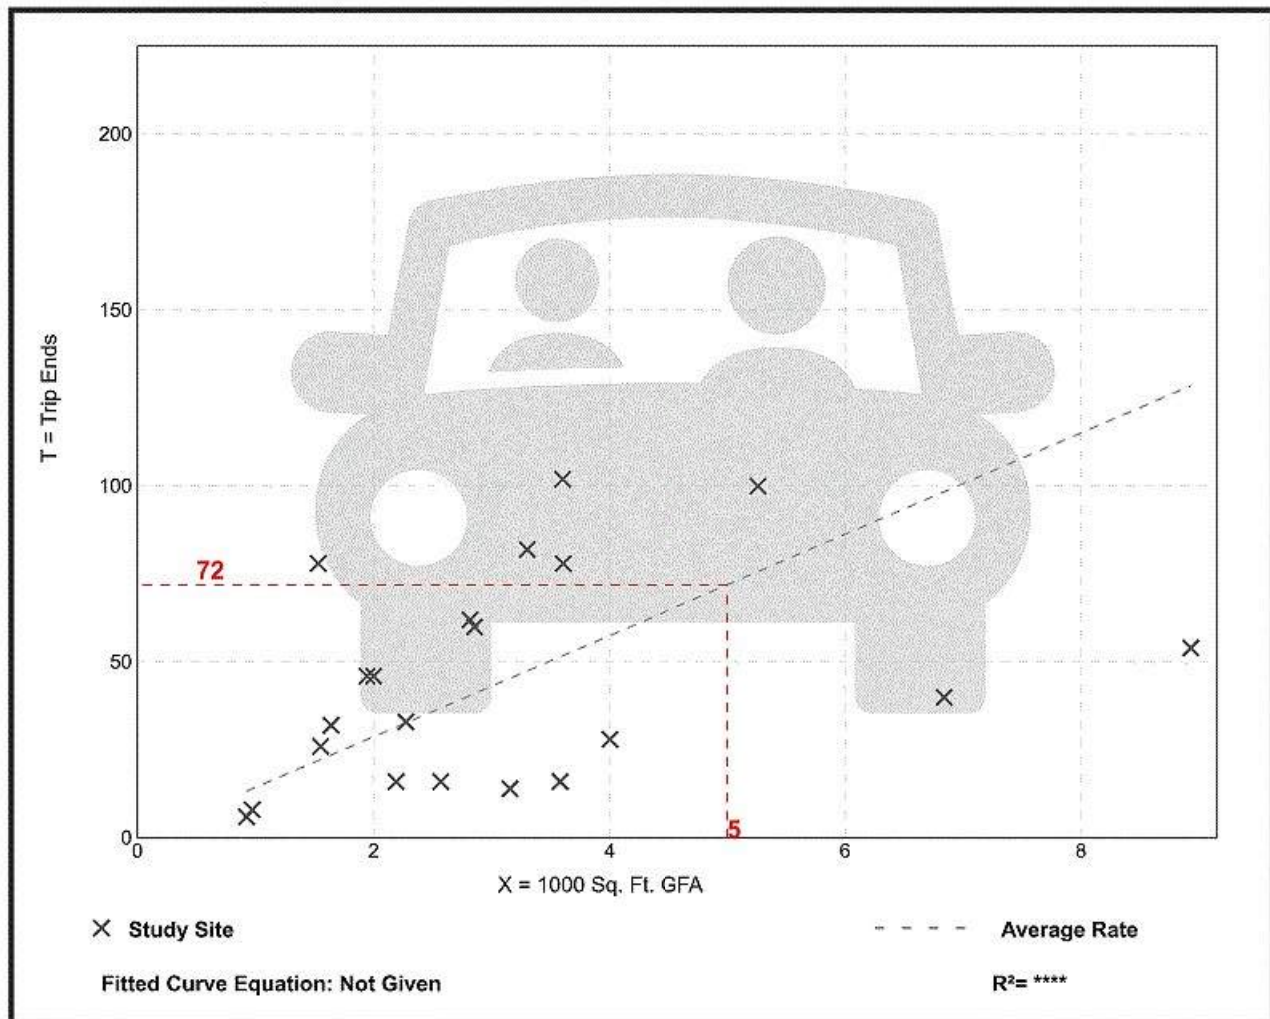 200
150
T = Trip Ends
100
72
50
5
0
0 2 4 6 8
X = 1000 Sq. Ft. GFA
Study Site
Average Rate
Fitted Curve Equation: Not Given
R²= ****